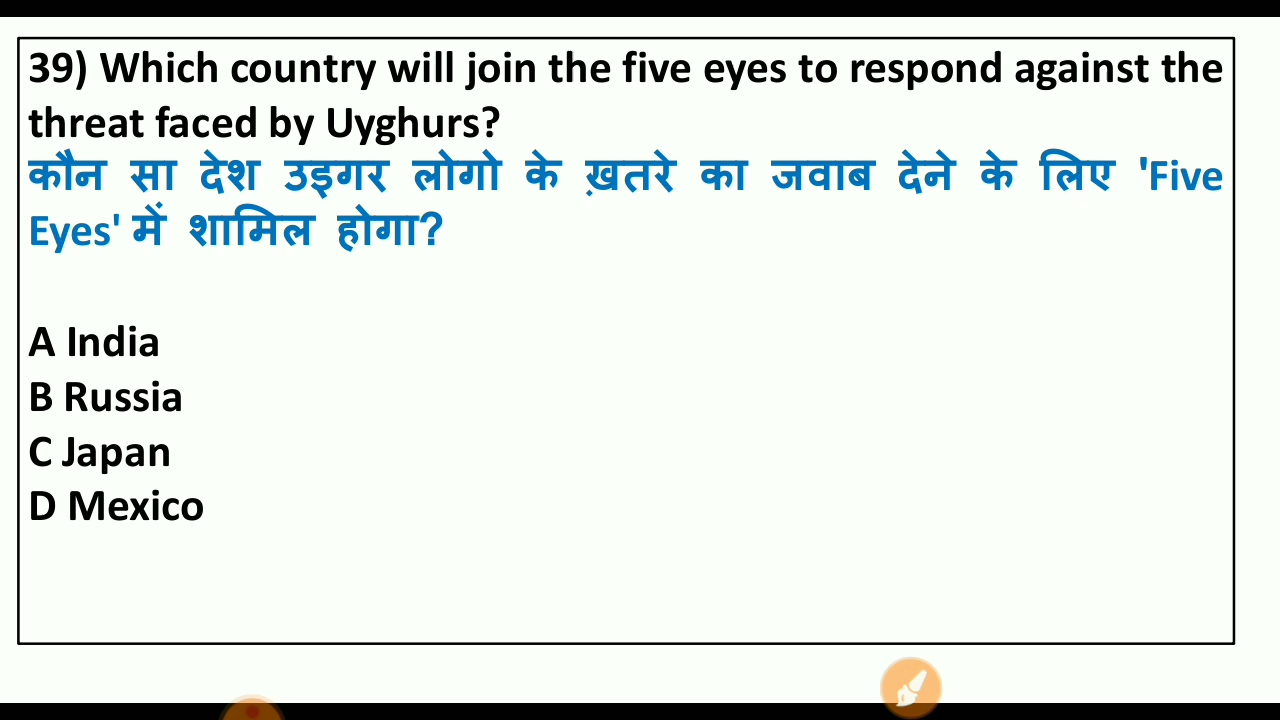 39) Which country will join the five eyes to respond against the
threat faced by Uyghurs?
कौन सा देश उइगर लोगो के ख़तरे का जवाब देने के लिए 'Five
Eyes' में शामिल होगा?
A India
B Russia
C Japan
D Mexico